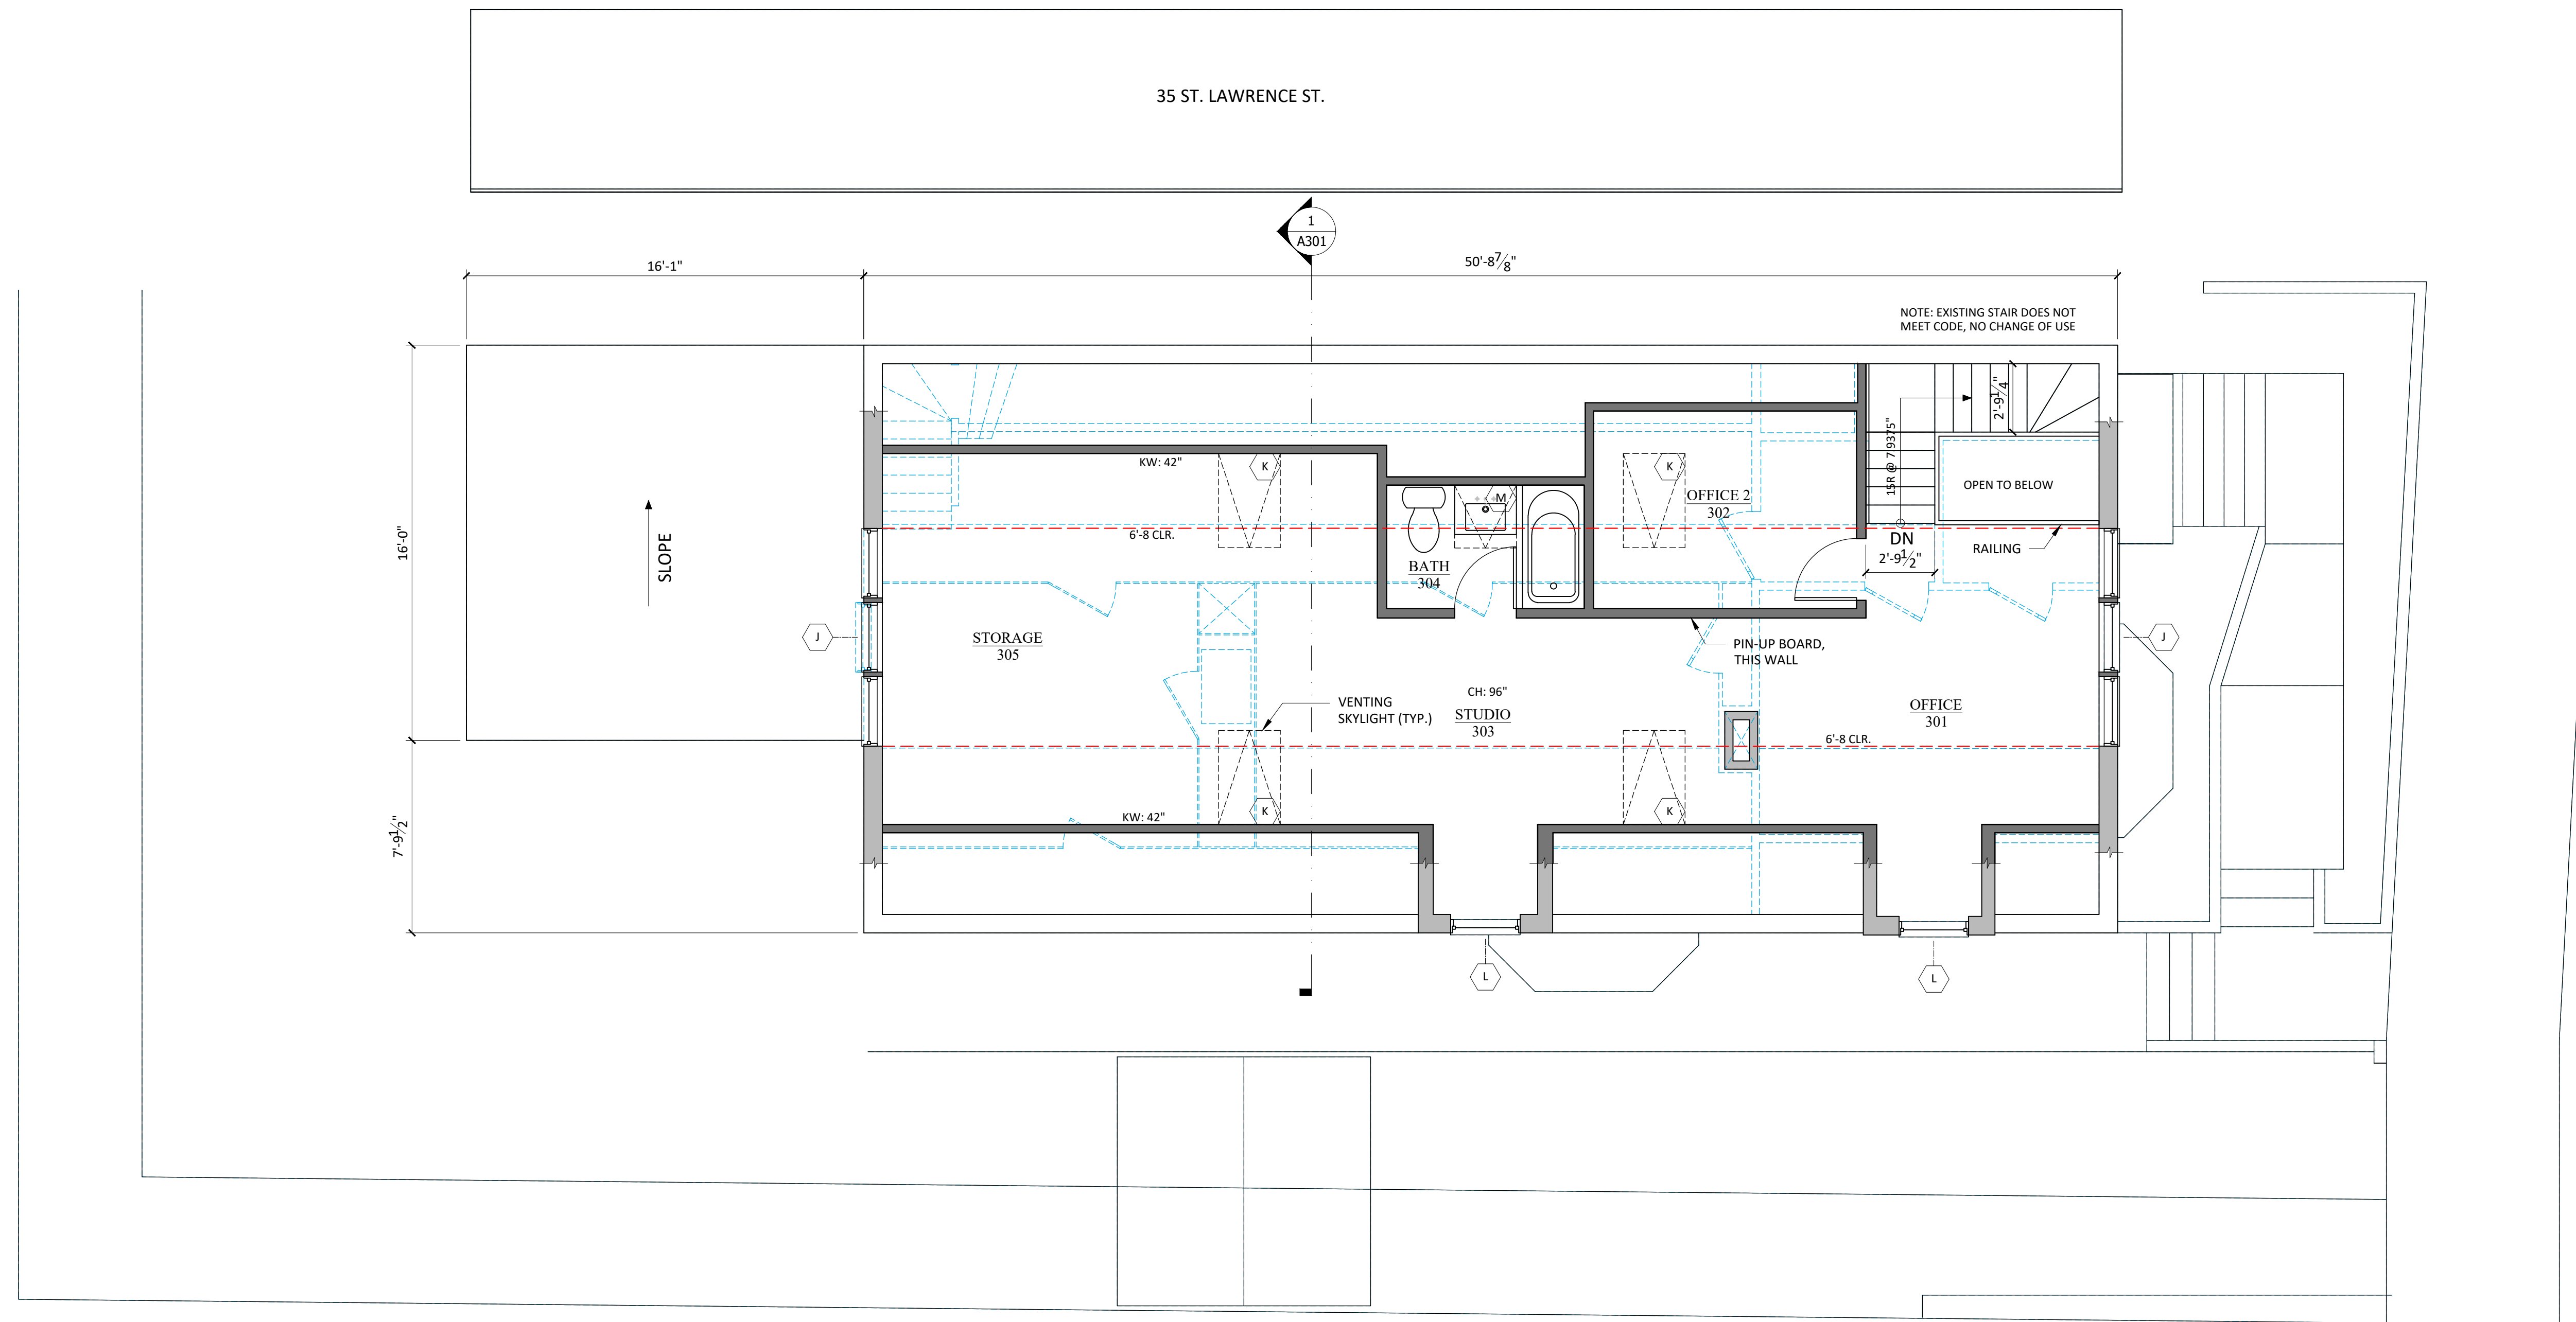 35 ST. LAWRENCE ST.
1
A301
16'-1"
50'-8 7/8"
NOTE: EXISTING STAIR DOES NOT
MEET CODE, NO CHANGE OF USE
2'-9 1/4"
KW: 42"
K
K
M
15R @ 7.9375"
OPEN TO BELOW
OFFICE 2
302
16'-0"
SLOPE
6'-8 CLR.
DN
2'-9 1/2"
RAILING
BATH
304
J
STORAGE
305
PIN-UP BOARD,
THIS WALL
J
CH: 96"
VENTING
SKYLIGHT (TYP.)
STUDIO
303
OFFICE
301
6'-8 CLR.
7'-9 1/2"
KW: 42"
K
K
L
L